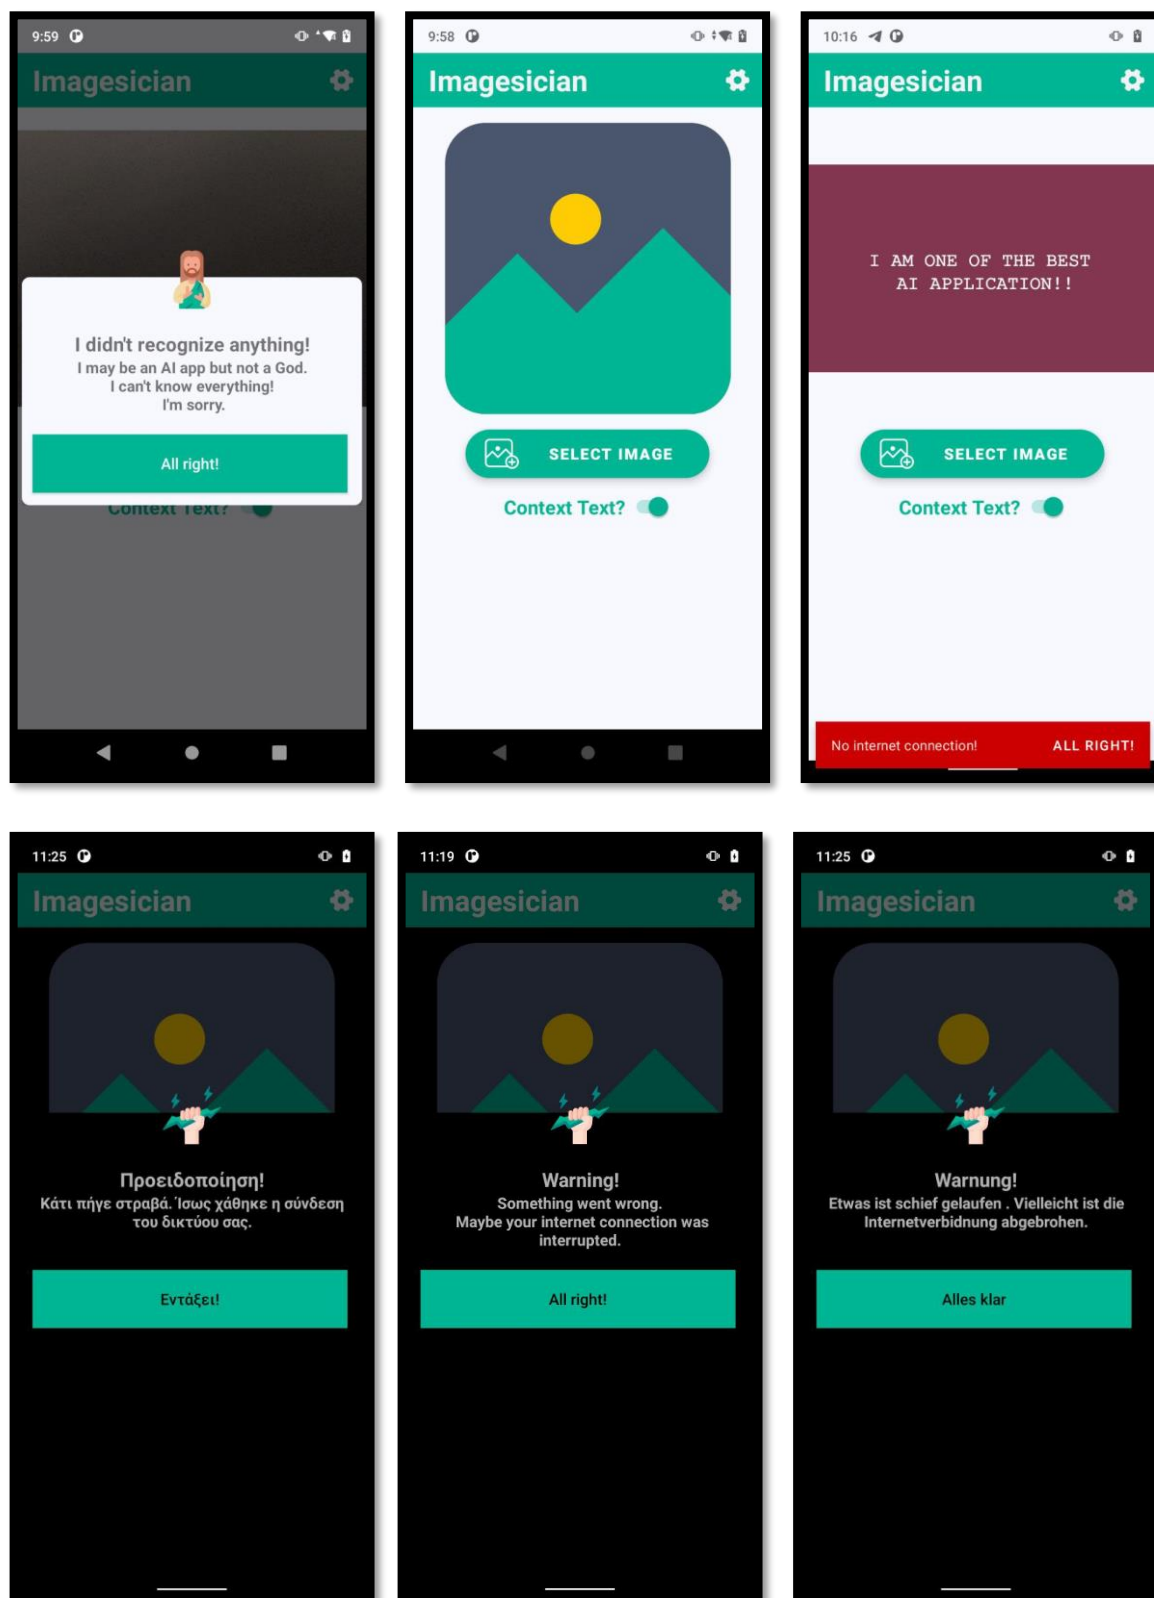 9:59
Imagesician
I didn't recognize anything!
I may be an AI app but not a God.
I can't know everything!
I'm sorry.
All right!
Context Text?
9:58
Imagesician
SELECT IMAGE
Context Text?
10:16
Imagesician
I AM ONE OF THE BEST
AI APPLICATION!!
SELECT IMAGE
Context Text?
No internet connection! ALL RIGHT!
11:25
Imagesician
Προειδοποίηση!
Κάτι πήγε στραβά. Ίσως χάθηκε η σύνδεση
του δικτύου σας.
Εντάξει!
11:19
Imagesician
Warning!
Something went wrong.
Maybe your internet connection was
interrupted.
All right!
11:25
Imagesician
Warnung!
Etwas ist schief gelaufen . Vielleicht ist die
Internetverbidnung abgebrohen.
Alles klar